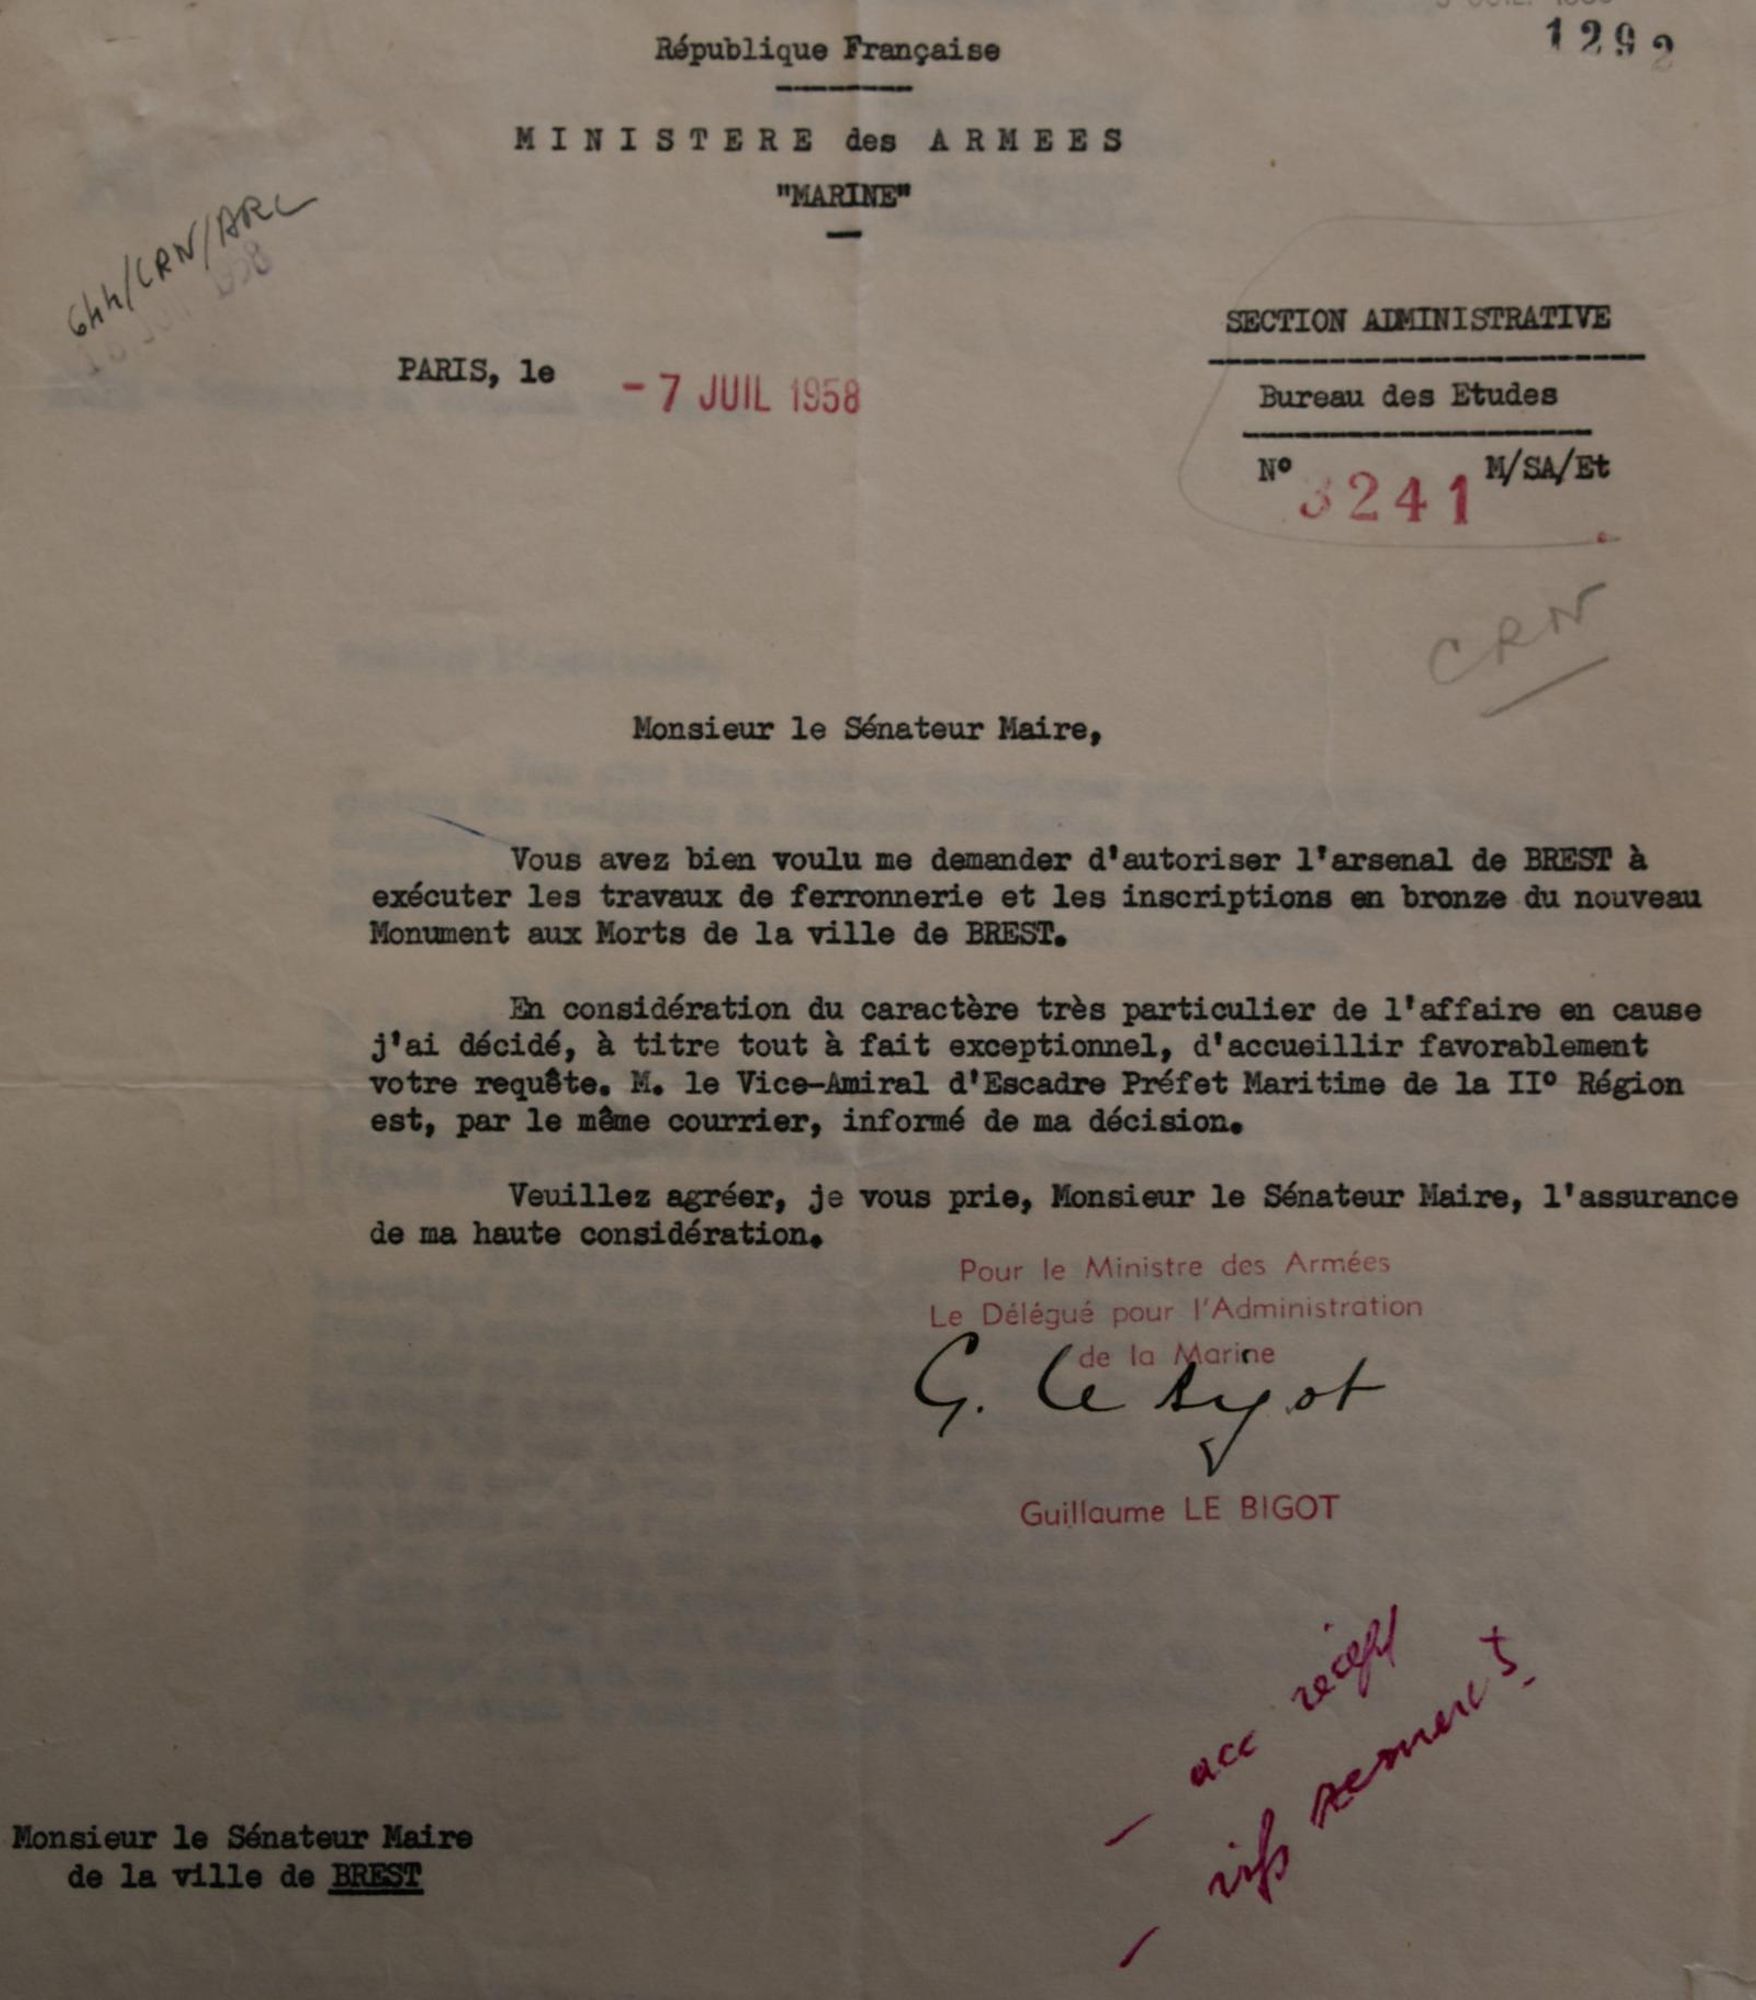 1292
République Française
MINISTERE des ARMEES
"MARINE"
CRN/ARC
1958
SECTION ADMINISTRATIVE
PARIS, le - 7 JUIL 1958
Bureau des Etudes
N° 3241 M/SA/Et
CRN
Monsieur le Sénateur Maire,
Vous avez bien voulu me demander d'autoriser l'arsenal de BREST à
exécuter les travaux de ferronnerie et les inscriptions en bronze du nouveau
Monument aux Morts de la ville de BREST.
En considération du caractère très particulier de l'affaire en cause
j'ai décidé, à titre tout à fait exceptionnel, d'accueillir favorablement
votre requête. M. le Vice-Amiral d'Escadre Préfet Maritime de la II° Région
est, par le même courrier, informé de ma décision.
Veuillez agréer, je vous prie, Monsieur le Sénateur Maire, l'assurance
de ma haute considération.
Pour le Ministre des Armées
Le Délégué pour l'Administration
de la Marine
G. Le Bigot
Guillaume LE BIGOT
- acc récept
- vifs remerc ts
Monsieur le Sénateur Maire
de la ville de BREST